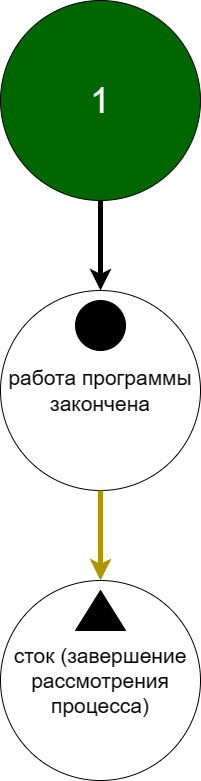 1
работа программы
закончена
сток (завершение
рассмотрения
процесса)